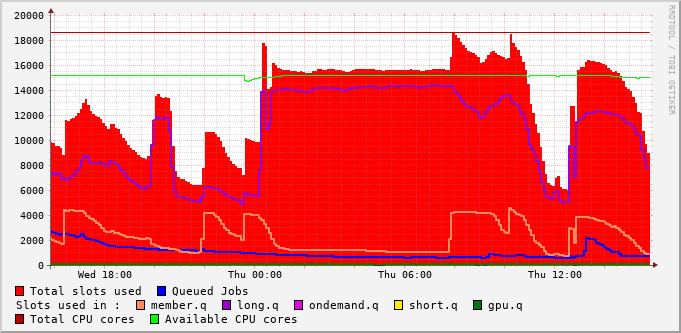 20000
18000
16000
14000
12000
10000
8000
6000
4000
2000
0
Wed 18:00 Thu 00:00 Thu 06:00 Thu 12:00
RRDTOOL / TOBI OETIKER
Total slots used Queued Jobs
Slots used in : member.q long.q ondemand.q short.q gpu.q
Total CPU cores Available CPU cores